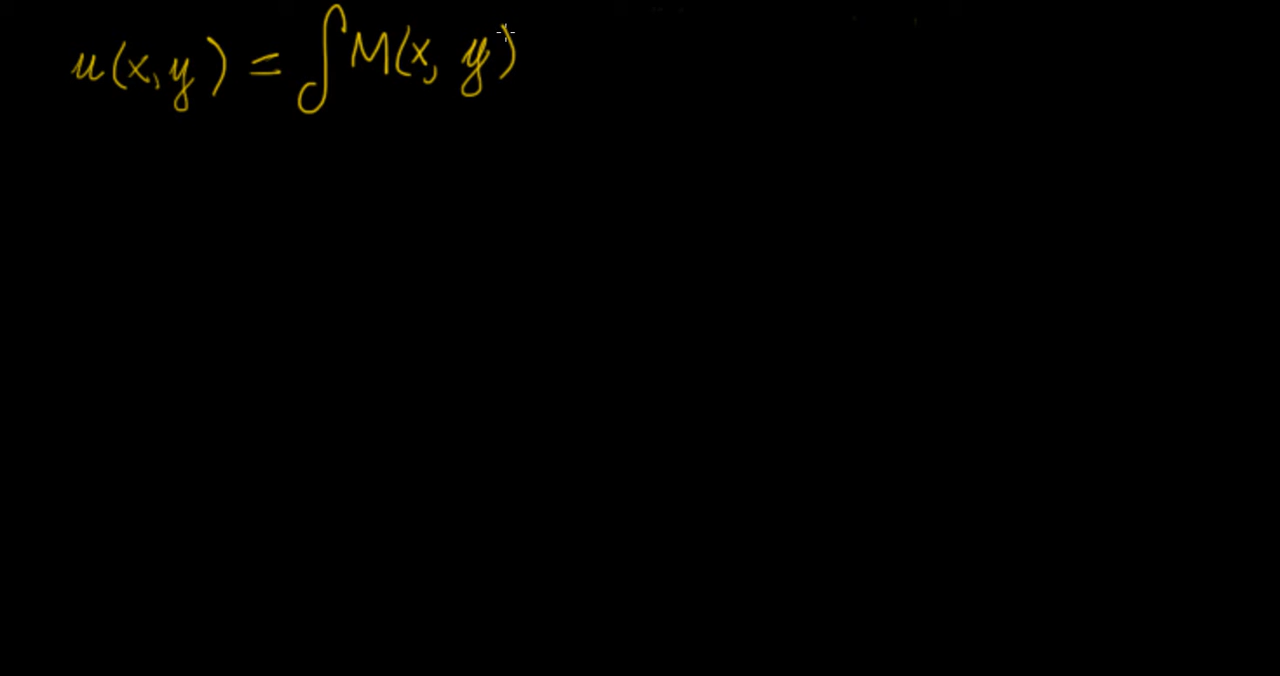 u(x,y) = ∫M(x, y)